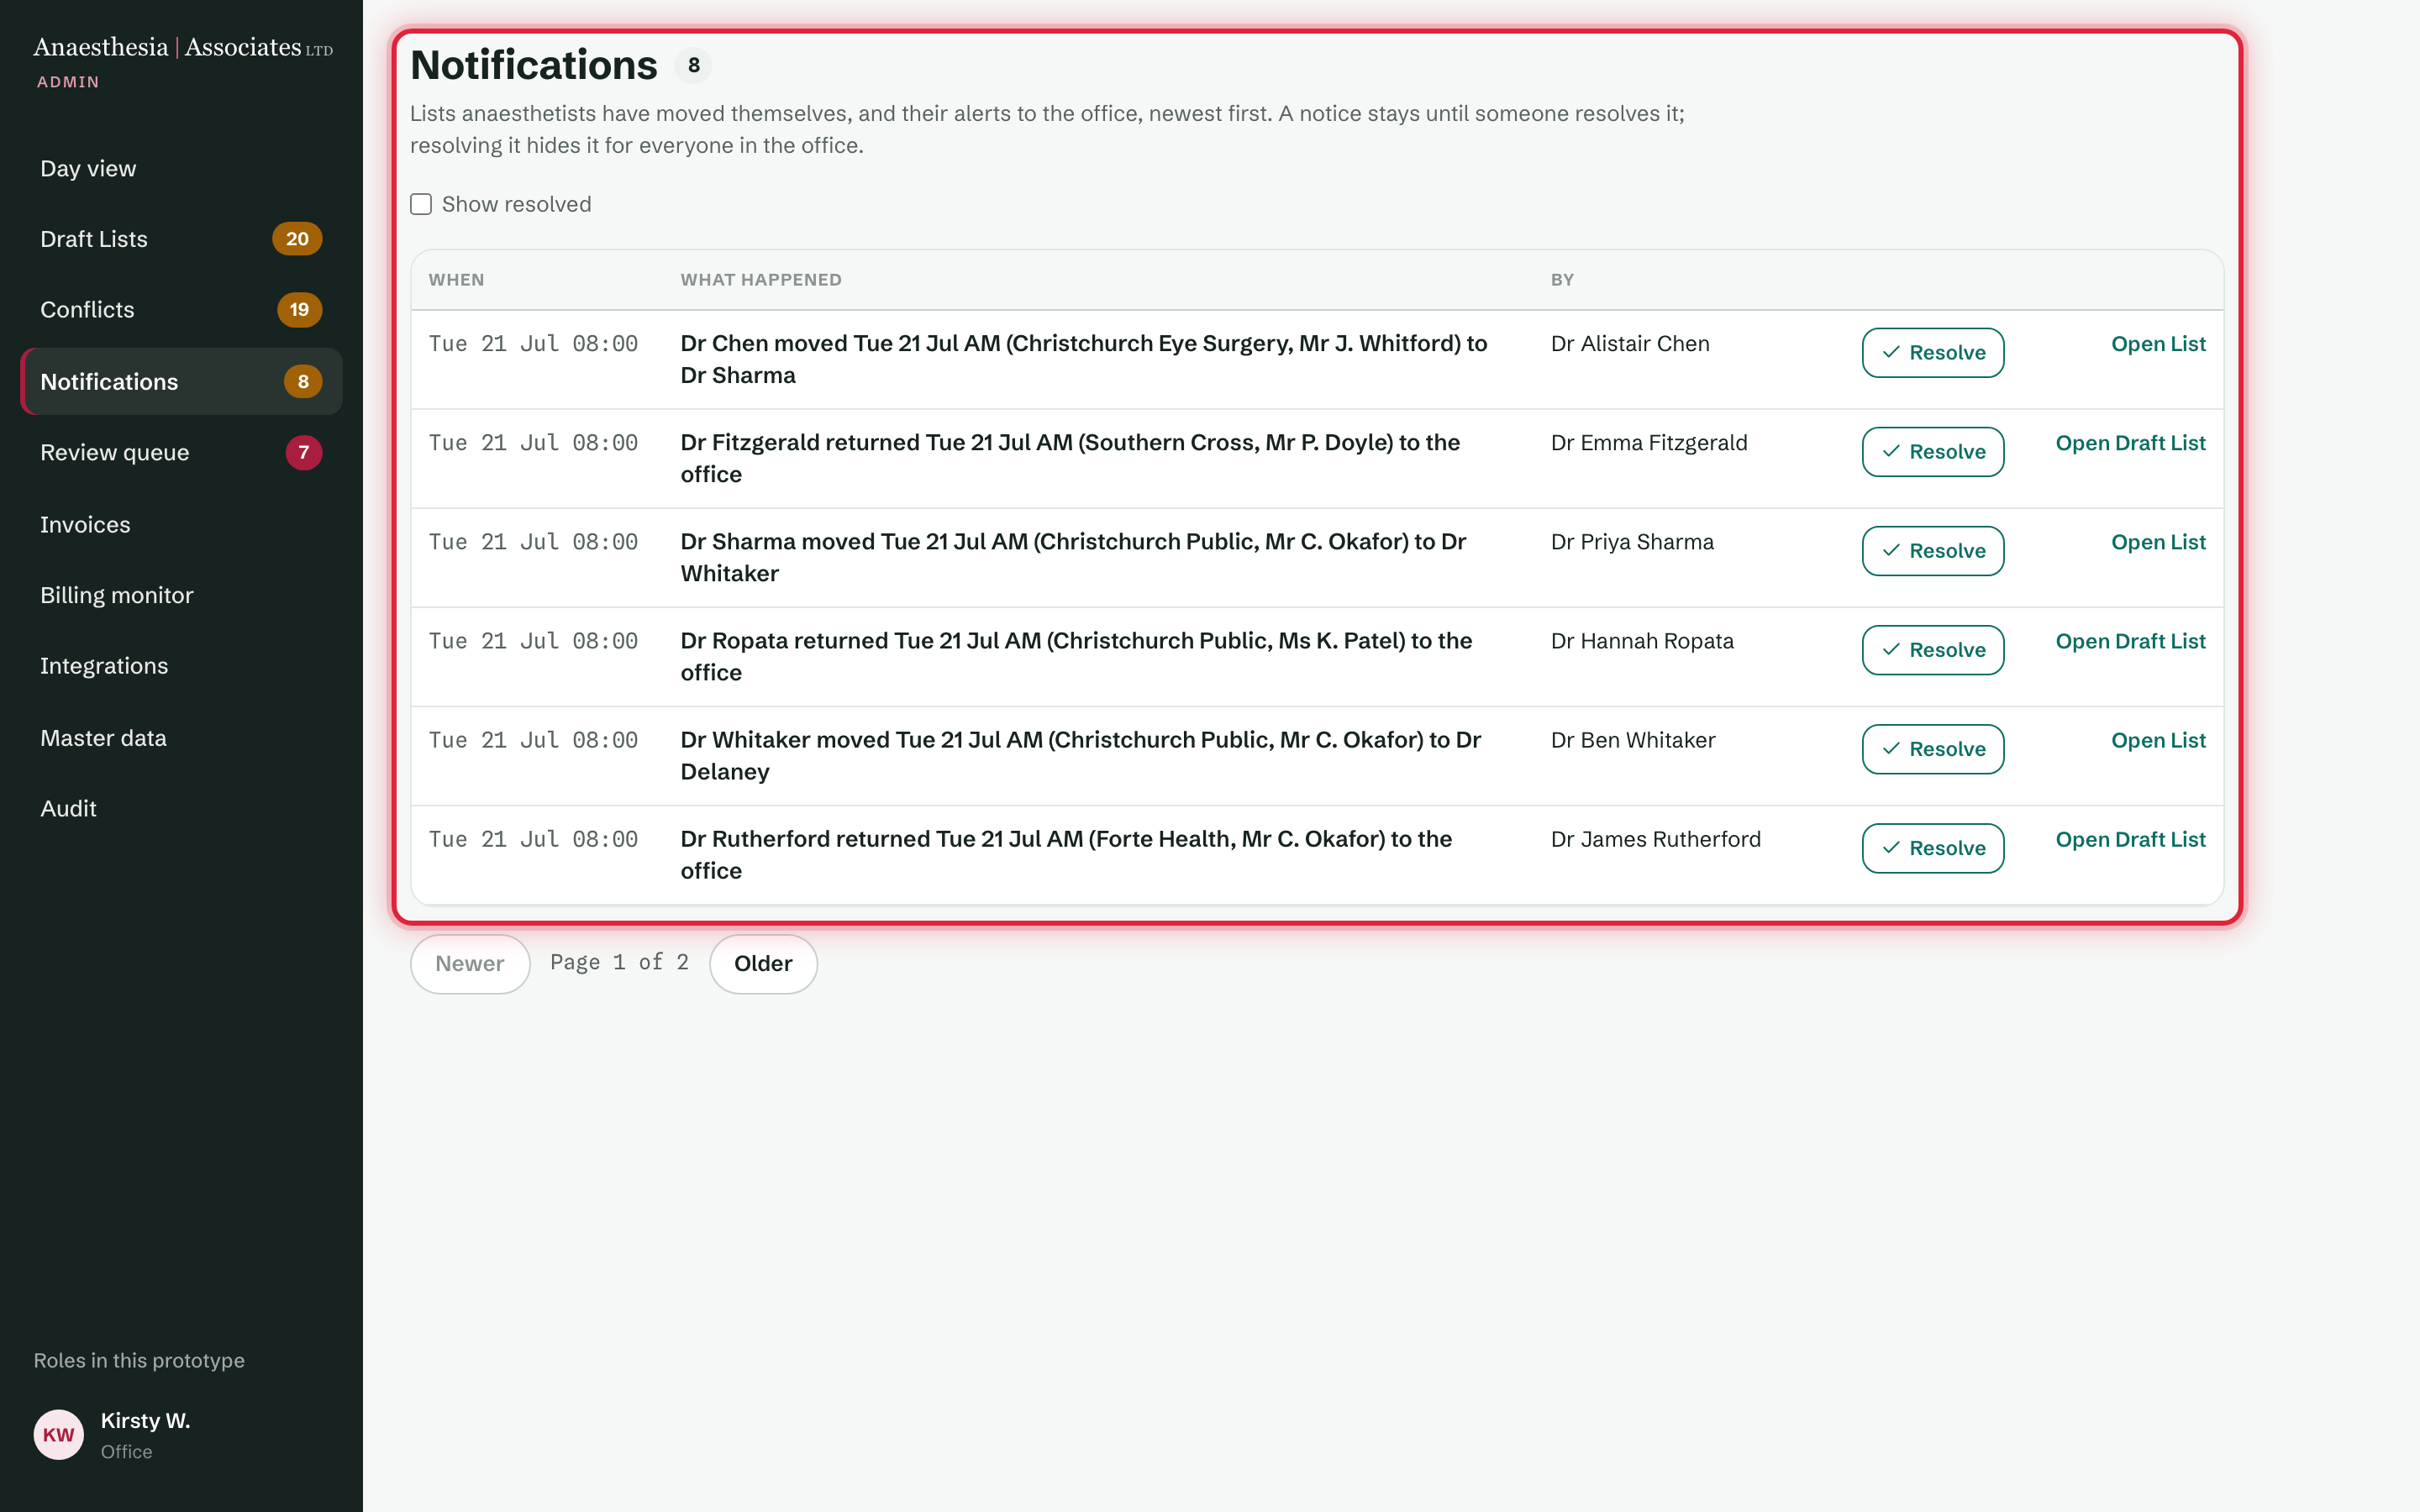 Anaesthesia | Associates LTD
ADMIN
Day view
Draft Lists 20
Conflicts 19
Notifications 8
Review queue 7
Invoices
Billing monitor
Integrations
Master data
Audit
Roles in this prototype
KW
Kirsty W.
Office
Notifications 8
Lists anaesthetists have moved themselves, and their alerts to the office, newest first. A notice stays until someone resolves it;
resolving it hides it for everyone in the office.
Show resolved
WHEN WHAT HAPPENED BY
Tue 21 Jul 08:00 Dr Chen moved Tue 21 Jul AM (Christchurch Eye Surgery, Mr J. Whitford) to Dr Alistair Chen Resolve Open List
Dr Sharma
Tue 21 Jul 08:00 Dr Fitzgerald returned Tue 21 Jul AM (Southern Cross, Mr P. Doyle) to the Dr Emma Fitzgerald Resolve Open Draft List
office
Tue 21 Jul 08:00 Dr Sharma moved Tue 21 Jul AM (Christchurch Public, Mr C. Okafor) to Dr Dr Priya Sharma Resolve Open List
Whitaker
Tue 21 Jul 08:00 Dr Ropata returned Tue 21 Jul AM (Christchurch Public, Ms K. Patel) to the Dr Hannah Ropata Resolve Open Draft List
office
Tue 21 Jul 08:00 Dr Whitaker moved Tue 21 Jul AM (Christchurch Public, Mr C. Okafor) to Dr Dr Ben Whitaker Resolve Open List
Delaney
Tue 21 Jul 08:00 Dr Rutherford returned Tue 21 Jul AM (Forte Health, Mr C. Okafor) to the Dr James Rutherford Resolve Open Draft List
office
Newer Page 1 of 2 Older